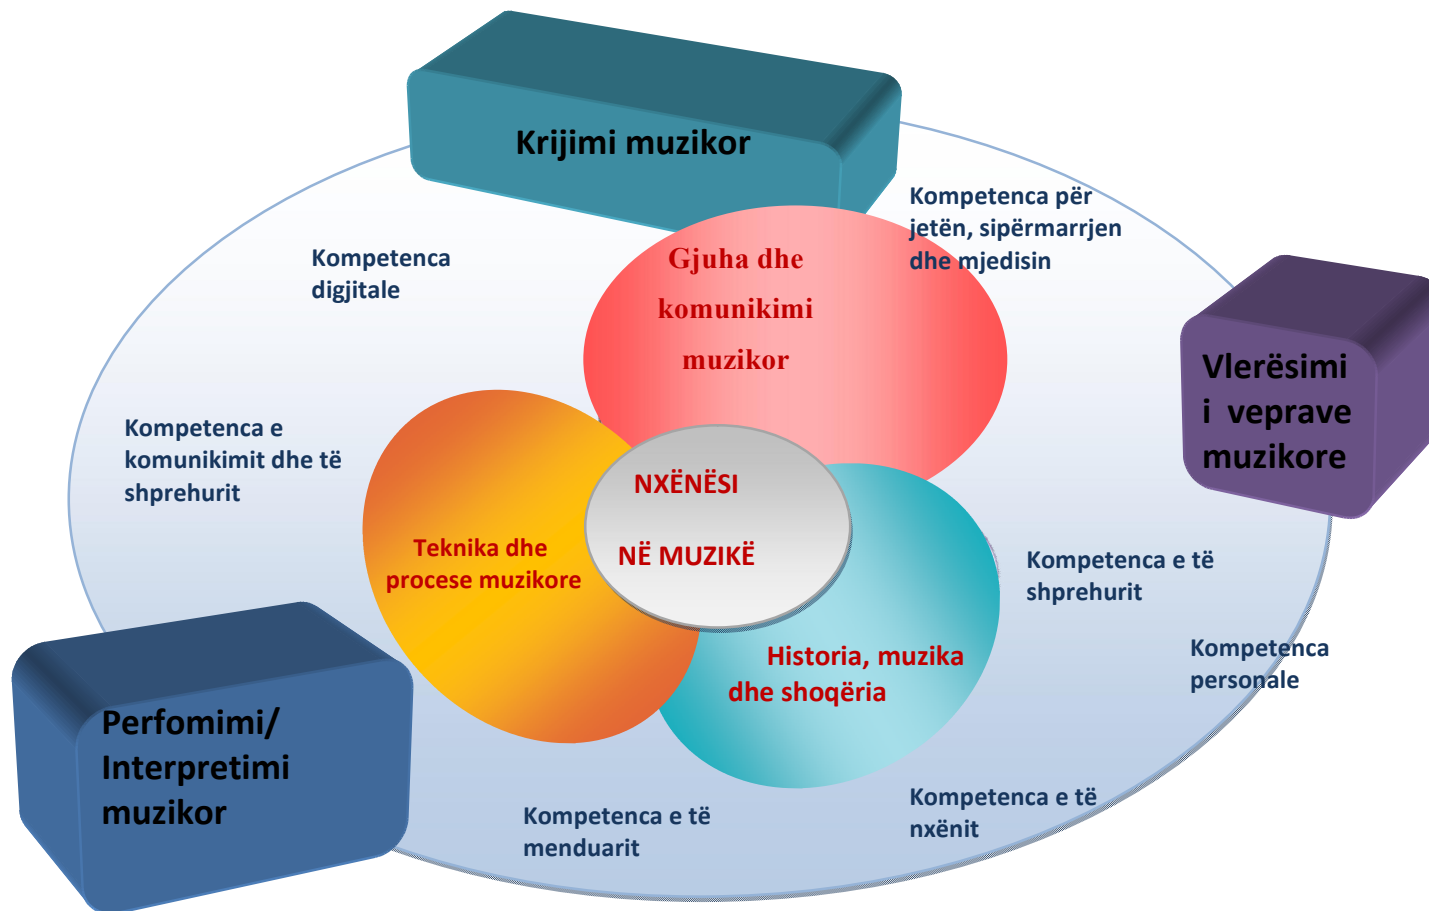 Krijimi muzikor
Kompetenca për
jetën, sipërmarrjen
dhe mjedisin
Kompetenca
digjitale
Gjuha dhe
komunikimi
muzikor
Vlerësimi
i veprave
muzikore
Kompetenca e
komunikimit dhe të
shprehurit
NXËNËSI
NË MUZIKË
Teknika dhe
procese muzikore
Kompetenca e të
shprehurit
Historia, muzika
dhe shoqëria
Kompetenca
personale
Perfomimi/
Interpretimi
muzikor
Kompetenca e të
menduarit
Kompetenca e të
nxënit